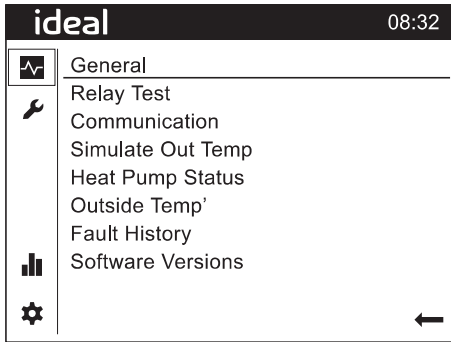 ideal 08:32
General
Relay Test
Communication
Simulate Out Temp
Heat Pump Status
Outside Temp'
Fault History
Software Versions